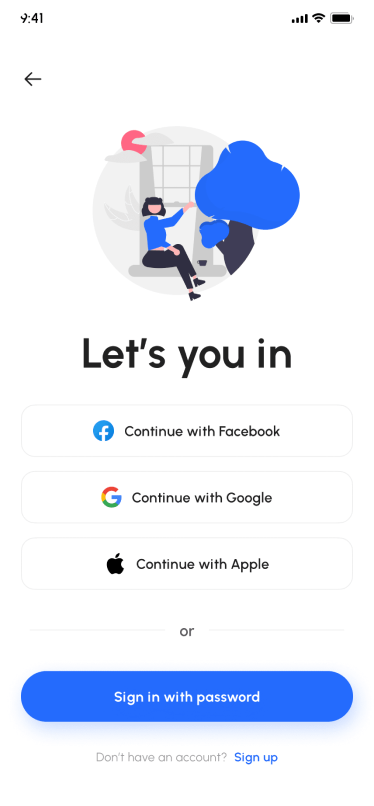 9:41
Let's you in
Continue with Facebook
Continue with Google
Continue with Apple
or
Sign in with password
Don't have an account? Sign up